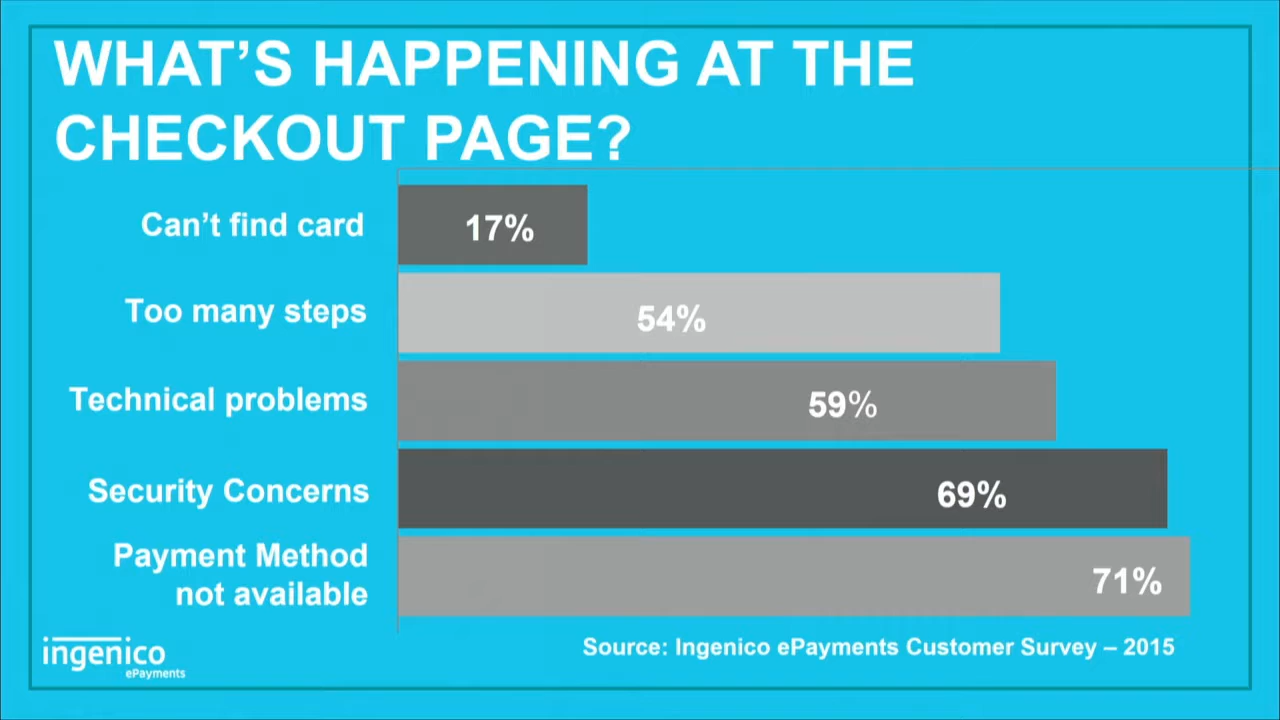 WHAT'S HAPPENING AT THE
CHECKOUT PAGE?
Can't find card
17%
Too many steps
54%
Technical problems
59%
Security Concerns
69%
Payment Method
not available
71%
Source: Ingenico ePayments Customer Survey – 2015
ingenico
ePayments